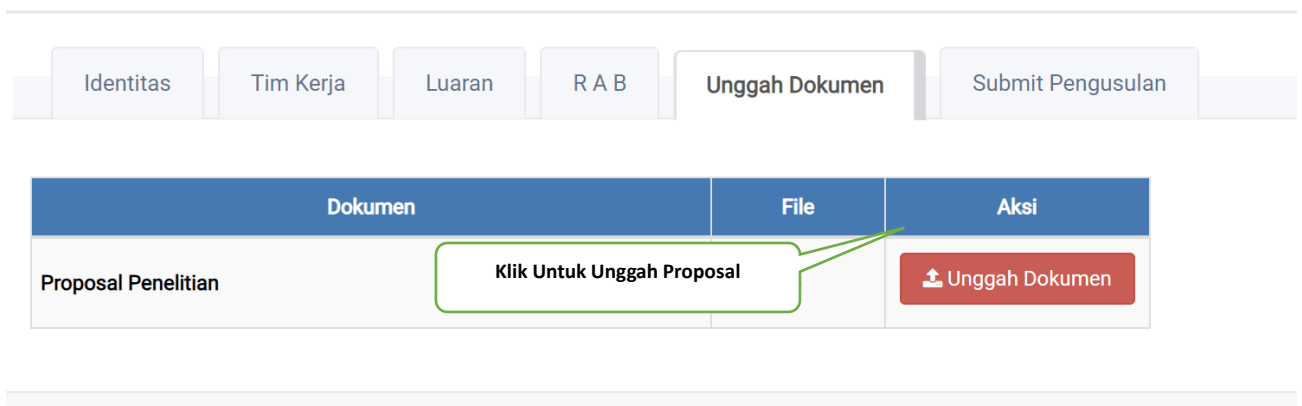 Identitas
Tim Kerja
Luaran
R A B
Unggah Dokumen
Submit Pengusulan
Dokumen
File
Aksi
Proposal Penelitian
Klik Untuk Unggah Proposal
Unggah Dokumen